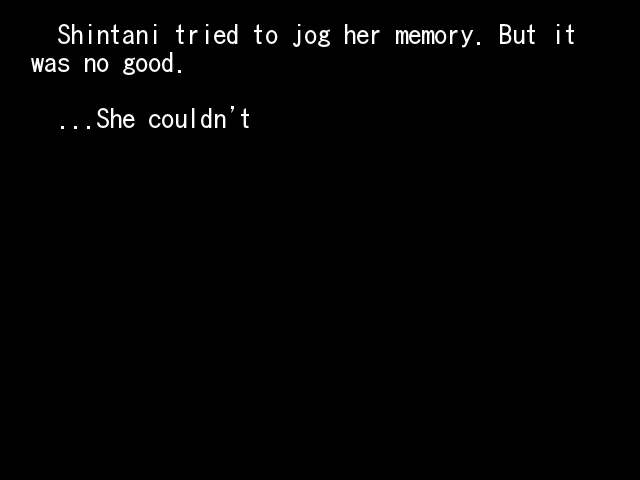 Shintani tried to jog her memory. But it
was no good.
...She couldn't